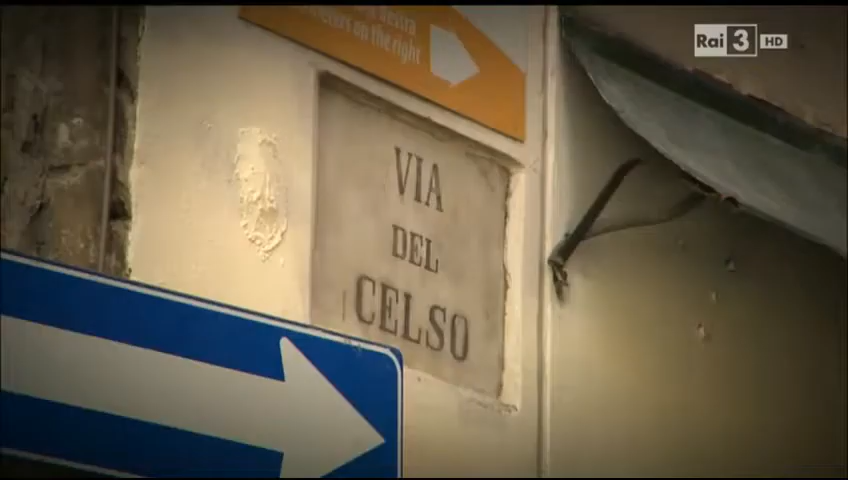 on the right
Rai 3 HD
VIA
DEL
CELSO